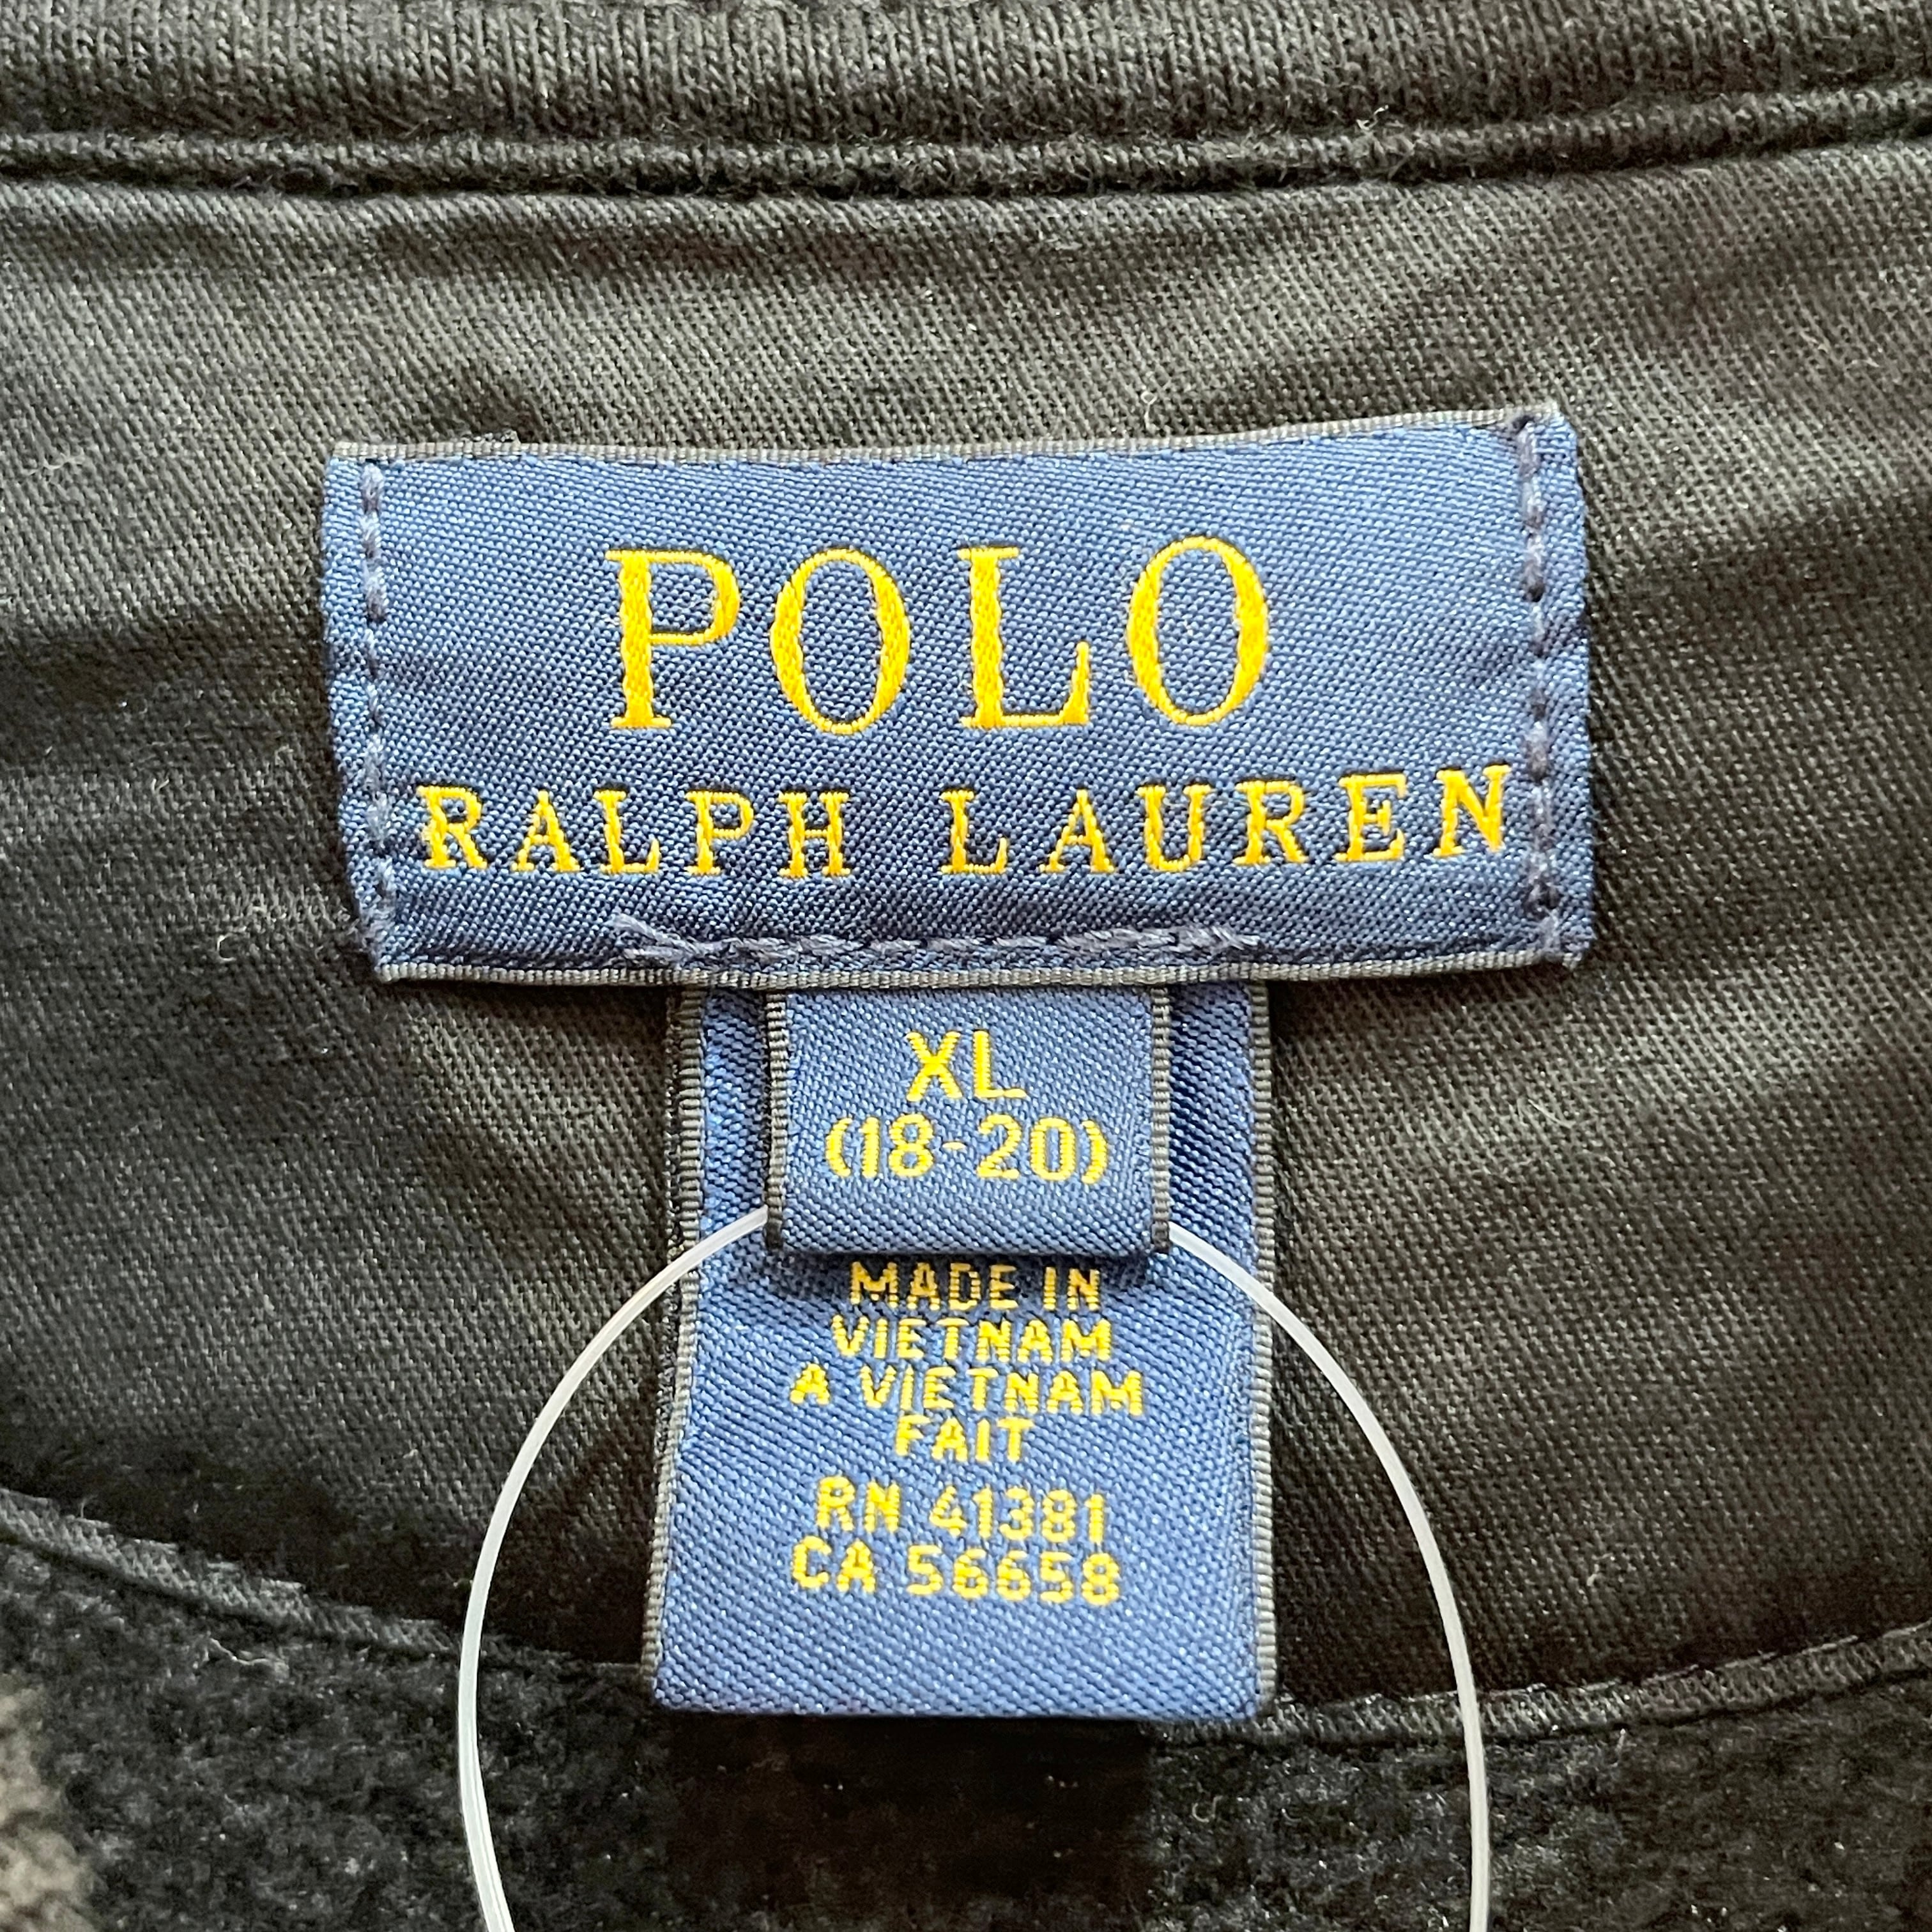 POLO
RALPH LAUREN
XL
(18-20)
MADE IN
VIETNAM
A VIETNAM
FAIT
RN 41381
CA 56658